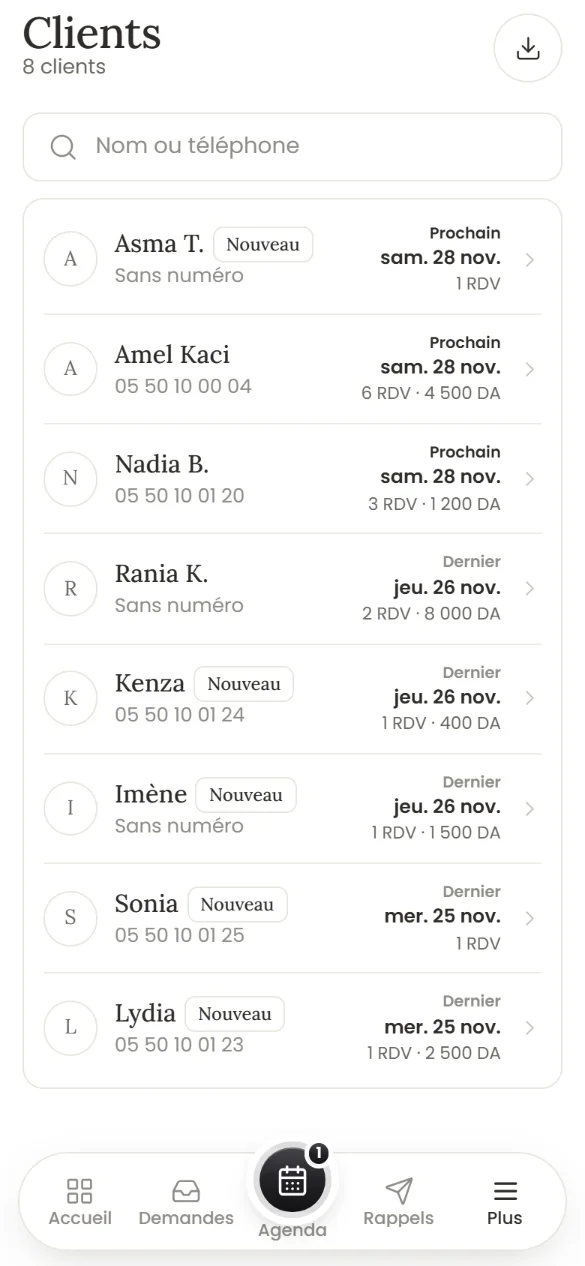 Clients
8 clients
Nom ou téléphone
A
Asma T. Nouveau
Sans numéro
Prochain
sam. 28 nov.
1 RDV
A
Amel Kaci
05 50 10 00 04
Prochain
sam. 28 nov.
6 RDV · 4 500 DA
N
Nadia B.
05 50 10 01 20
Prochain
sam. 28 nov.
3 RDV · 1 200 DA
R
Rania K.
Sans numéro
Dernier
jeu. 26 nov.
2 RDV · 8 000 DA
K
Kenza Nouveau
05 50 10 01 24
Dernier
jeu. 26 nov.
1 RDV · 400 DA
I
Imène Nouveau
Sans numéro
Dernier
jeu. 26 nov.
1 RDV · 1 500 DA
S
Sonia Nouveau
05 50 10 01 25
Dernier
mer. 25 nov.
1 RDV
L
Lydia Nouveau
05 50 10 01 23
Dernier
mer. 25 nov.
1 RDV · 2 500 DA
Accueil
Demandes
1
Agenda
Rappels
Plus